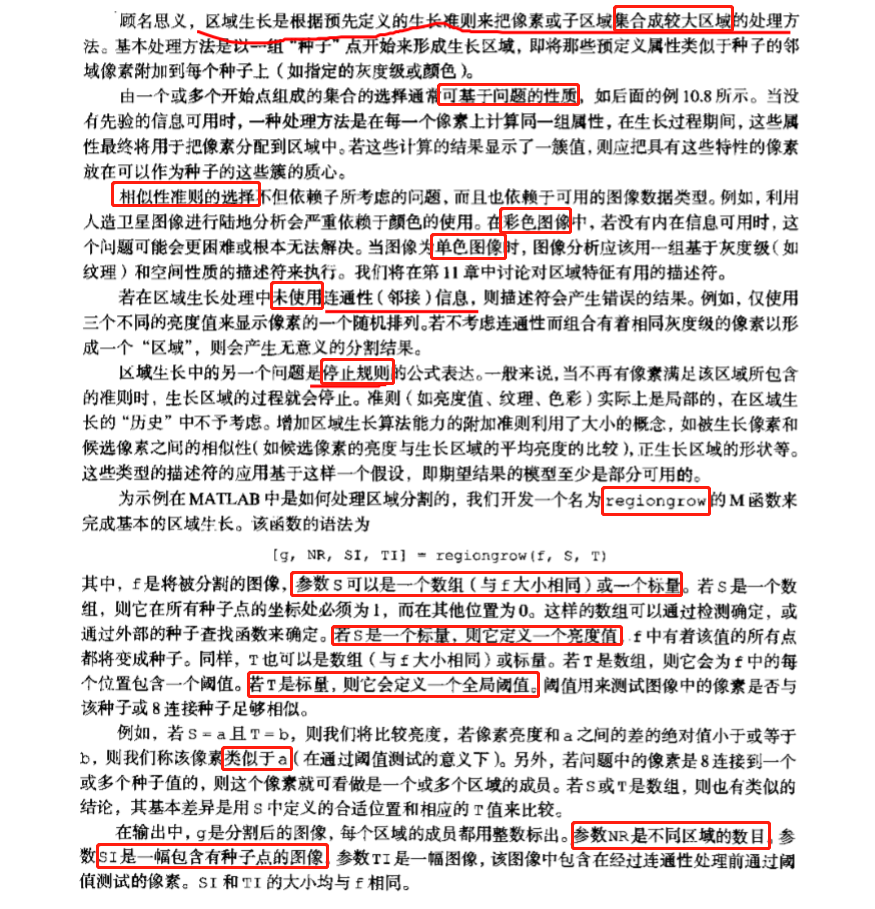 顾名思义，区域生长是根据预先定义的生长准则来把像素或子区域集合成较大区域的处理方
法。基本处理方法是以一组“种子”点开始来形成生长区域，即将那些预定义属性类似于种子的邻
域像素附加到每个种子上（如指定的灰度级或颜色）。
由一个或多个开始点组成的集合的选择通常可基于问题的性质，如后面的例10.8所示。当没
有先验的信息可用时，一种处理方法是在每一个像素上计算同一组属性，在生长过程期间，这些属
性最终将用于把像素分配到区域中。若这些计算的结果显示了一簇值，则应把具有这些特性的像素
放在可以作为种子的这些簇的质心。
相似性准则的选择不但依赖于所考虑的问题，而且也依赖于可用的图像数据类型。例如，利用
人造卫星图像进行陆地分析会严重依赖于颜色的使用。在彩色图像中，若没有内在信息可用时，这
个问题可能会更困难或根本无法解决。当图像为单色图像时，图像分析应该用一组基于灰度级（如
纹理）和空间性质的描述符来执行。我们将在第11章中讨论对区域特征有用的描述符。
若在区域生长处理中未使用连通性（邻接）信息，则描述符会产生错误的结果。例如，仅使用
三个不同的亮度值来显示像素的一个随机排列。若不考虑连通性而组合有着相同灰度级的像素以形
成一个“区域”，则会产生无意义的分割结果。
区域生长中的另一个问题是停止规则的公式表达。一般来说，当不再有像素满足该区域所包含
的准则时，生长区域的过程就会停止。准则（如亮度值、纹理、色彩）实际上是局部的，在区域生
长的“历史”中不予考虑。增加区域生长算法能力的附加准则利用了大小的概念，如被生长像素和
候选像素之间的相似性（如候选像素的亮度与生长区域的平均亮度的比较），正生长区域的形状等。
这些类型的描述符的应用基于这样一个假设，即期望结果的模型至少是部分可用的。
为示例在MATLAB中是如何处理区域分割的，我们开发一个名为regiongrow的M函数来
完成基本的区域生长。该函数的语法为
[g, NR, SI, TI] = regiongrow(f, S, T)
其中，f是将被分割的图像，参数S可以是一个数组（与f大小相同）或一个标量。若S是一个数
组，则它在所有种子点的坐标处必须为1，而在其他位置为0。这样的数组可以通过检测确定，或
通过外部的种子查找函数来确定。若S是一个标量，则它定义一个亮度值，f中有着该值的所有点
都将变成种子。同样，T也可以是数组（与f大小相同）或标量。若T是数组，则它会为f中的每
个位置包含一个阈值。若T是标量，则它会定义一个全局阈值。阈值用来测试图像中的像素是否与
该种子或8连接种子足够相似。
例如，若S=a且T=b，则我们将比较亮度，若像素亮度和a之间的差的绝对值小于或等于
b，则我们称该像素类似于a（在通过阈值测试的意义下）。另外，若问题中的像素是8连接到一个
或多个种子值的，则这个像素就可看做是一个或多个区域的成员。若S或T是数组，则也有类似的
结论，其基本差异是用S中定义的合适位置和相应的T值来比较。
在输出中，g是分割后的图像，每个区域的成员都用整数标出。参数NR是不同区域的数目，参
数SI是一幅包含有种子点的图像，参数TI是一幅图像，该图像中包含在经过连通性处理前通过阈
值测试的像素。SI和TI的大小均与f相同。